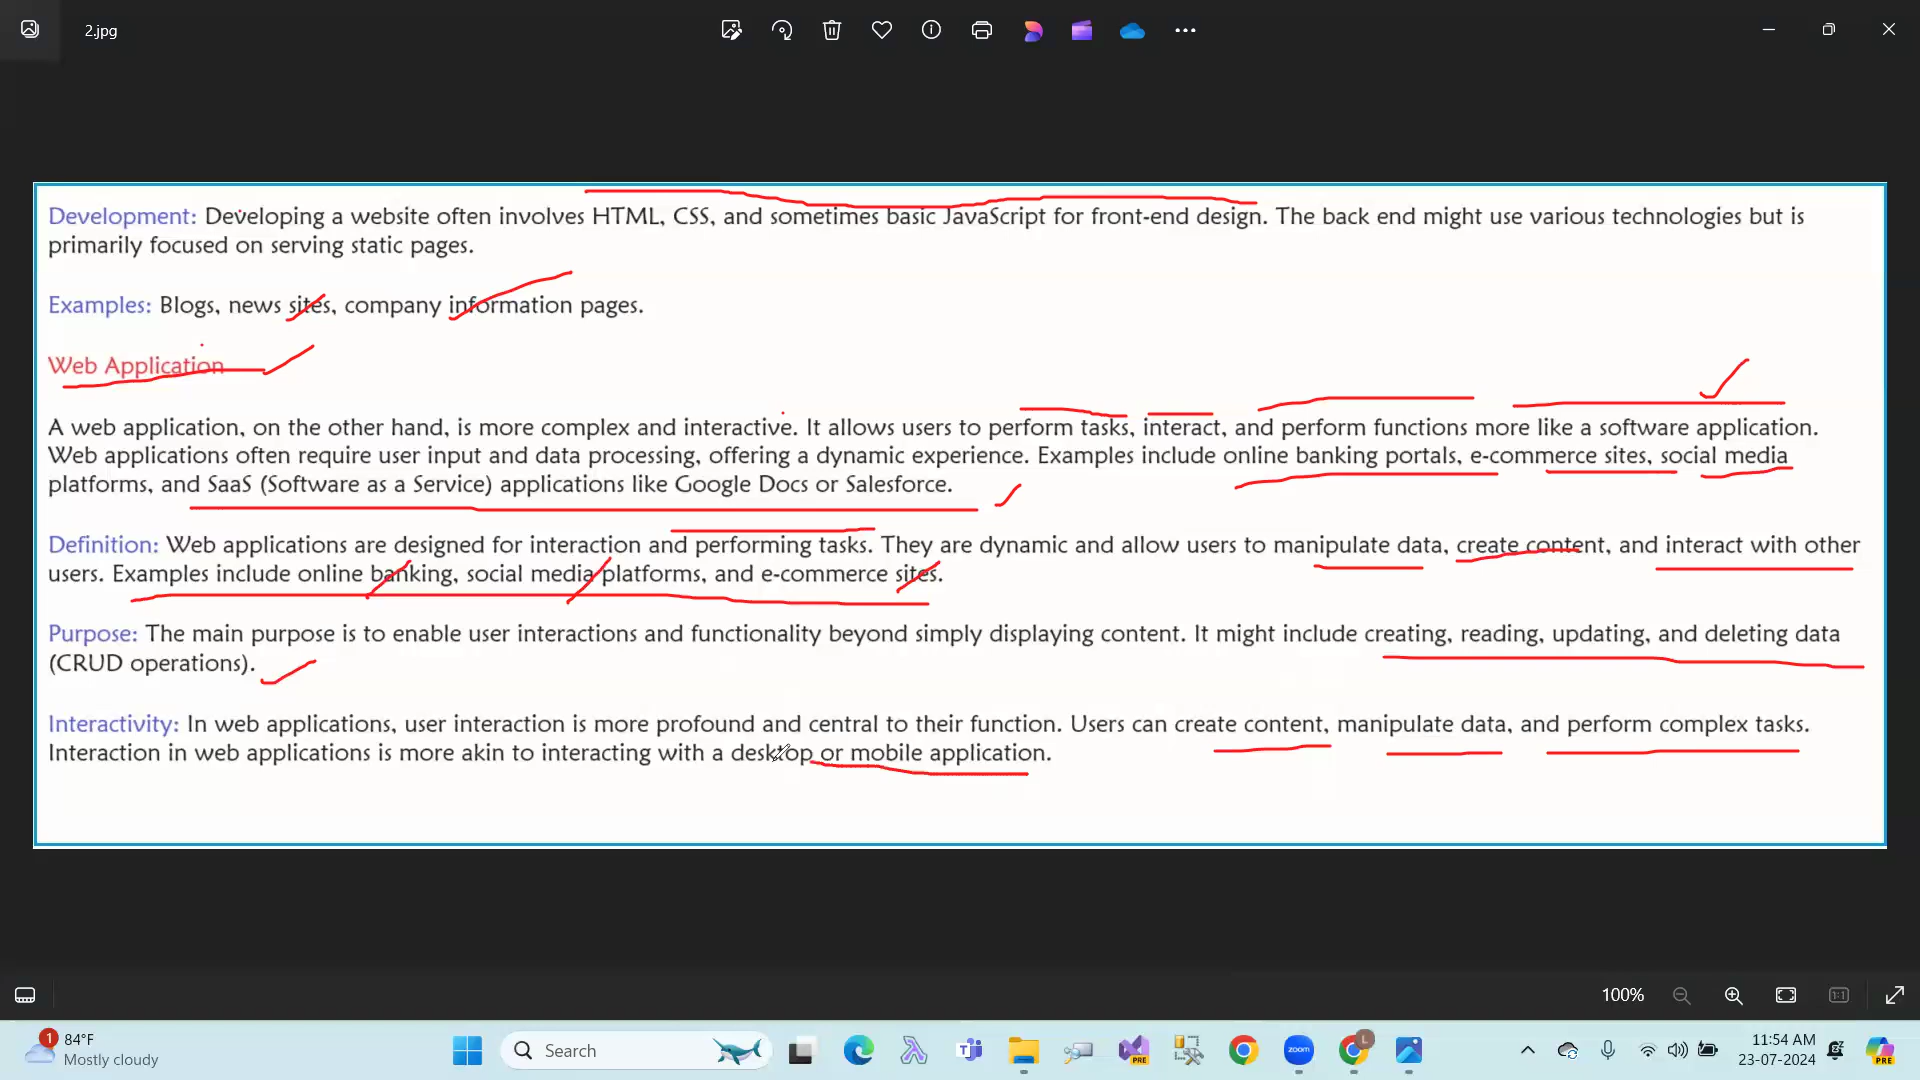 2.jpg
Development: Developing a website often involves HTML, CSS, and sometimes basic JavaScript for front-end design. The back end might use various technologies but is
primarily focused on serving static pages.
Examples: Blogs, news sites, company information pages.
Web Application
A web application, on the other hand, is more complex and interactive. It allows users to perform tasks, interact, and perform functions more like a software application.
Web applications often require user input and data processing, offering a dynamic experience. Examples include online banking portals, e-commerce sites, social media
platforms, and SaaS (Software as a Service) applications like Google Docs or Salesforce.
Definition: Web applications are designed for interaction and performing tasks. They are dynamic and allow users to manipulate data, create content, and interact with other
users. Examples include online banking, social media platforms, and e-commerce sites.
Purpose: The main purpose is to enable user interactions and functionality beyond simply displaying content. It might include creating, reading, updating, and deleting data
(CRUD operations).
Interactivity: In web applications, user interaction is more profound and central to their function. Users can create content, manipulate data, and perform complex tasks.
Interaction in web applications is more akin to interacting with a desktop or mobile application.
100%
1:1
1
84°F
Mostly cloudy
Search
PRE
zoom
L
11:54 AM
23-07-2024
PRE